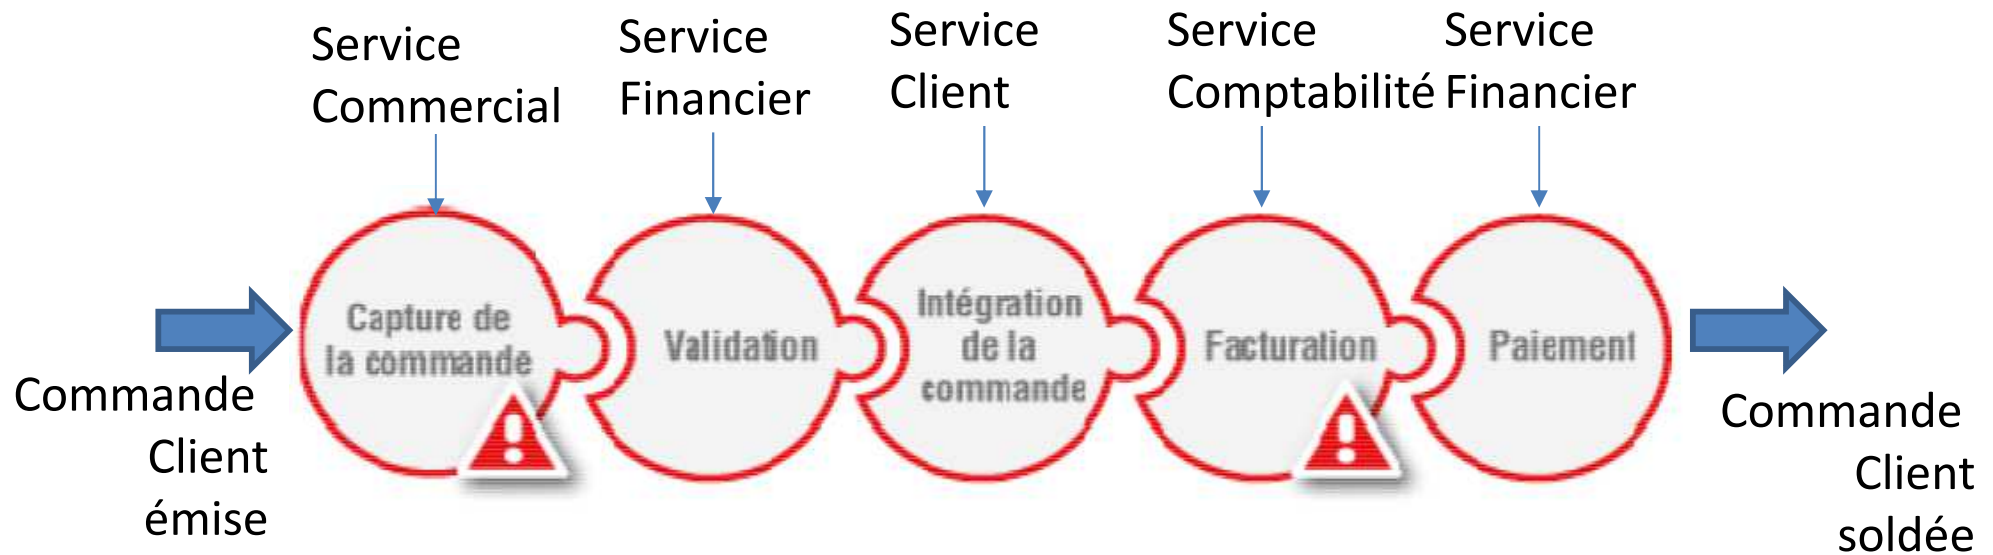 Service
Commercial
Service
Financier
Service
Client
Service
Comptabilité
Service
Financier
Capture de
la commande
Validation
Intégration
de la
commande
Facturation
Paiement
Commande
Client
émise
Commande
Client
soldée